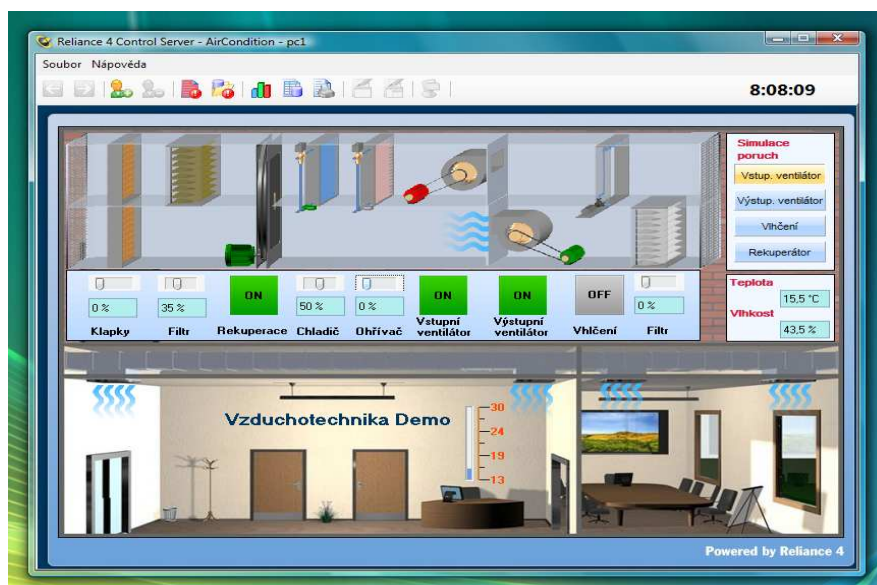 Reliance 4 Control Server - AirCondition - pc1
Soubor Nápověda
8:08:09
Simulace
poruch
Vstup. ventilátor
Výstup. ventilátor
Vlhčení
Rekuperátor
0 %
Klapky
35 %
Filtr
ON
Rekuperace
50 %
Chladič
0 %
Ohřívač
ON
Vstupní
ventilátor
ON
Výstupní
ventilátor
OFF
Vhlčení
0 %
Filtr
Teplota
15,5 °C
Vlhkost
43,5 %
Vzduchotechnika Demo
30
24
19
13
Powered by Reliance 4